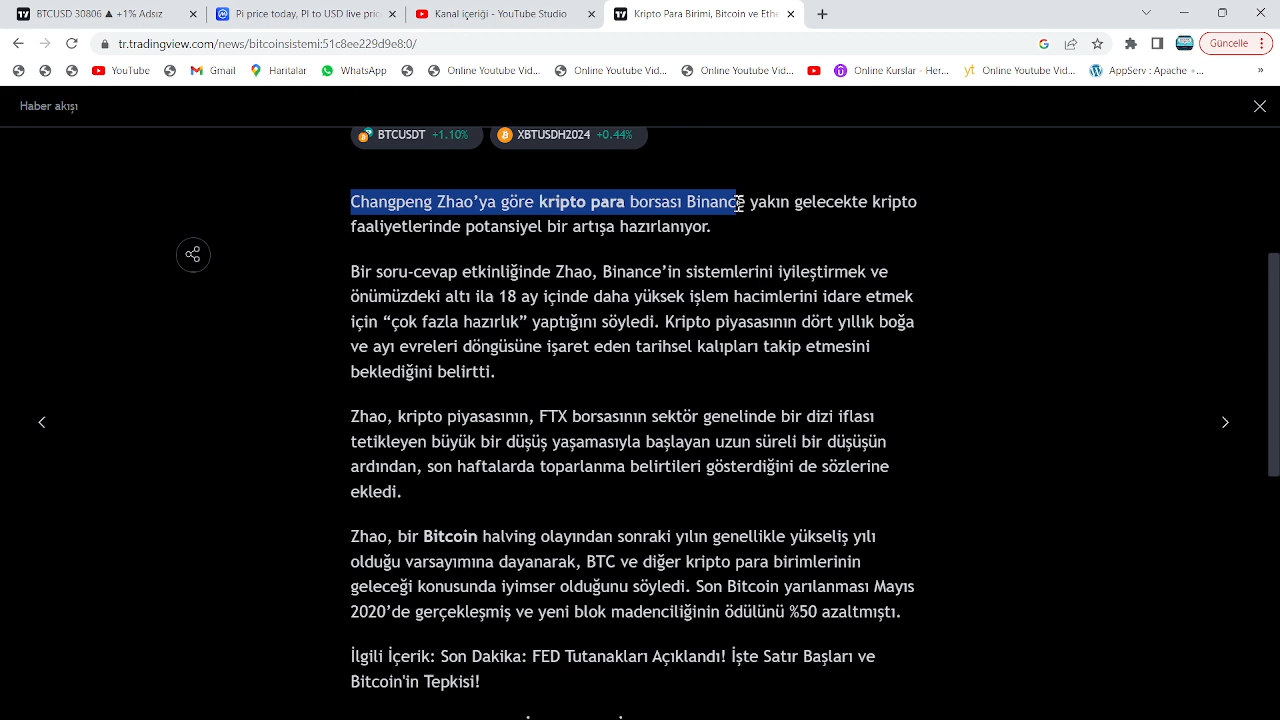 BTCUSD 30806 ▲ +1% Adsız
Pi price today, PI to USD live pric
Kanal içeriği - YouTube Studio
Kripto Para Birimi, Bitcoin ve Ethe
tr.tradingview.com/news/bitcoinsistemi:51c8ee229d9e8:0/
Güncelle
YouTube
Gmail
Haritalar
WhatsApp
Online Youtube Vid...
Online Youtube Vid...
Online Youtube Vid...
Online Kurslar - Her...
Online Youtube Vid...
AppServ : Apache +...
»
Haber akışı
BTCUSDT +1.10%
XBTUSDH2024 +0.44%
Changpeng Zhao’ya göre kripto para borsası Binance yakın gelecekte kripto
faaliyetlerinde potansiyel bir artışa hazırlanıyor.
Bir soru-cevap etkinliğinde Zhao, Binance’in sistemlerini iyileştirmek ve
önümüzdeki altı ila 18 ay içinde daha yüksek işlem hacimlerini idare etmek
için “çok fazla hazırlık” yaptığını söyledi. Kripto piyasasının dört yıllık boğa
ve ayı evreleri döngüsüne işaret eden tarihsel kalıpları takip etmesini
beklediğini belirtti.
Zhao, kripto piyasasının, FTX borsasının sektör genelinde bir dizi iflası
tetikleyen büyük bir düşüş yaşamasıyla başlayan uzun süreli bir düşüşün
ardından, son haftalarda toparlanma belirtileri gösterdiğini de sözlerine
ekledi.
Zhao, bir Bitcoin halving olayından sonraki yılın genellikle yükseliş yılı
olduğu varsayımına dayanarak, BTC ve diğer kripto para birimlerinin
geleceği konusunda iyimser olduğunu söyledi. Son Bitcoin yarılanması Mayıs
2020’de gerçekleşmiş ve yeni blok madenciliğinin ödülünü %50 azaltmıştı.
İlgili İçerik: Son Dakika: FED Tutanakları Açıklandı! İşte Satır Başları ve
Bitcoin'in Tepkisi!